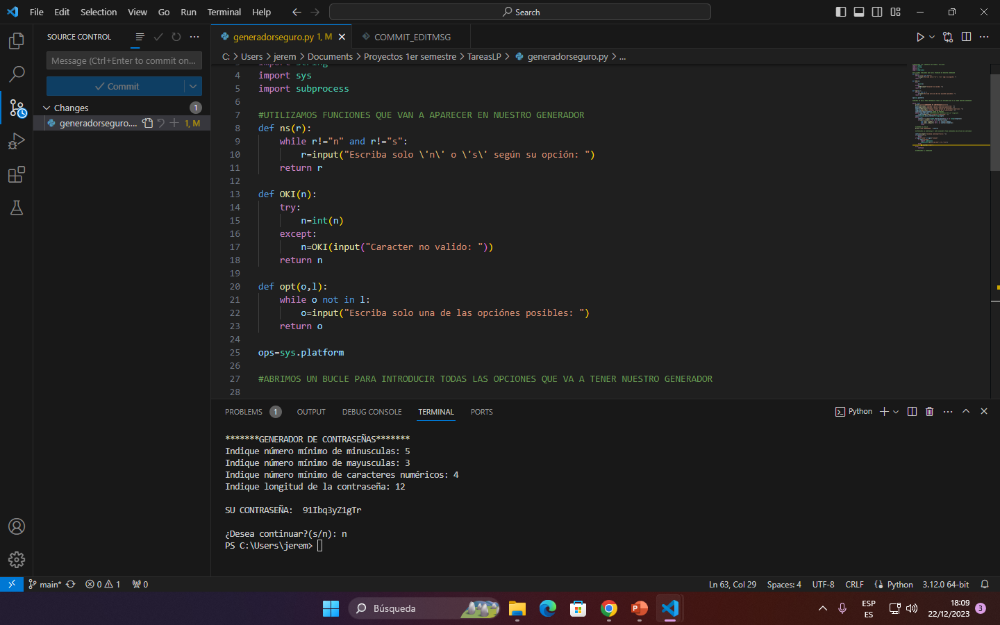 File Edit Selection View Go Run Terminal Help
Search
SOURCE CONTROL
generadorseguro.py 1, M
COMMIT_EDITMSG
C: > Users > jerem > Documents > Proyectos 1er semestre > TareasLP > generadorseguro.py > ...
Message (Ctrl+Enter to commit on...
Commit
Changes 1
generadorseguro.... 1, M
3 import string
4 import sys
5 import subprocess
6
7 #UTILIZAMOS FUNCIONES QUE VAN A APARECER EN NUESTRO GENERADOR
8 def ns(r):
9 while r!="n" and r!="s":
10 r=input("Escriba solo \'n\' o \'s\' según su opción: ")
11 return r
12
13 def OKI(n):
14 try:
15 n=int(n)
16 except:
17 n=OKI(input("Caracter no valido: "))
18 return n
19
20 def opt(o,l):
21 while o not in l:
22 o=input("Escriba solo una de las opciónes posibles: ")
23 return o
24
25 ops=sys.platform
26
27 #ABRIMOS UN BUCLE PARA INTRODUCIR TODAS LAS OPCIONES QUE VA A TENER NUESTRO GENERADOR
28
PROBLEMS 1 OUTPUT DEBUG CONSOLE TERMINAL PORTS
Python
*******GENERADOR DE CONTRASEÑAS*******
Indique número mínimo de minusculas: 5
Indique número mínimo de mayusculas: 3
Indique número mínimo de caracteres numéricos: 4
Indique longitud de la contraseña: 12
SU CONTRASEÑA:  91Ibq3yZ1gTr
¿Desea continuar?(s/n): n
PS C:\Users\jerem>
main* 0 1 0
Ln 63, Col 29 Spaces: 4 UTF-8 CRLF Python 3.12.0 64-bit
Búsqueda
ESP
ES
18:09
22/12/2023
3